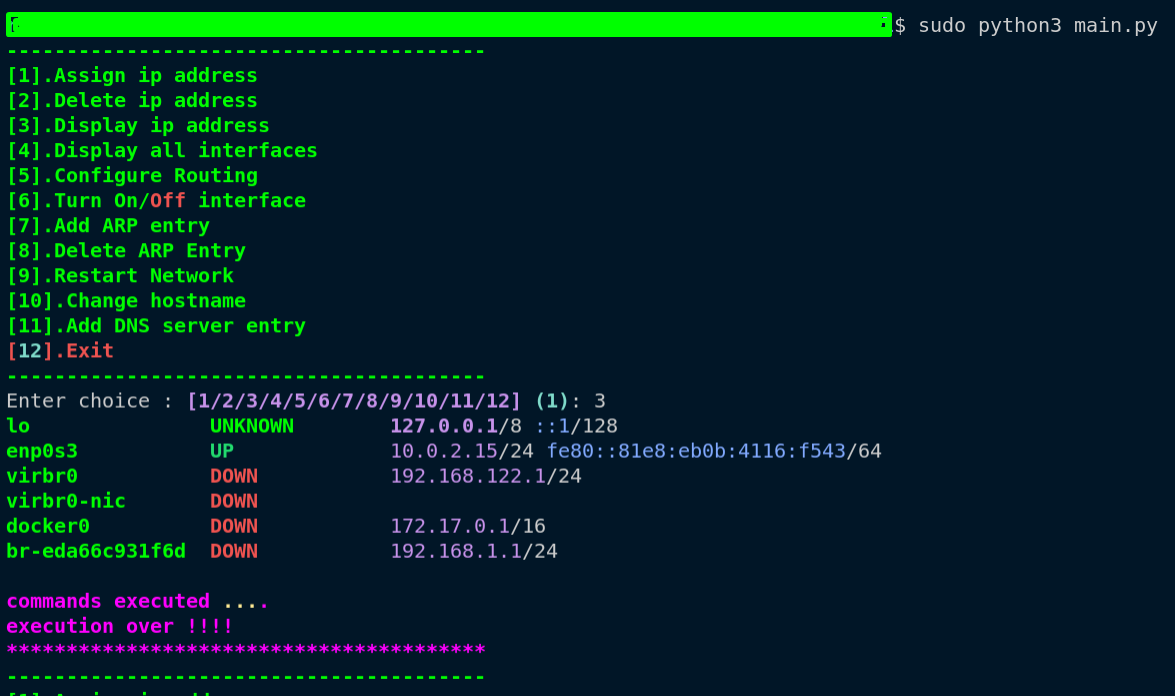 $ sudo python3 main.py
----------------------------------------
[1].Assign ip address
[2].Delete ip address
[3].Display ip address
[4].Display all interfaces
[5].Configure Routing
[6].Turn On/Off interface
[7].Add ARP entry
[8].Delete ARP Entry
[9].Restart Network
[10].Change hostname
[11].Add DNS server entry
[12].Exit
----------------------------------------
Enter choice : [1/2/3/4/5/6/7/8/9/10/11/12] (1): 3
lo               UNKNOWN        127.0.0.1/8 ::1/128
enp0s3           UP             10.0.2.15/24 fe80::81e8:eb0b:4116:f543/64
virbr0           DOWN           192.168.122.1/24
virbr0-nic       DOWN
docker0          DOWN           172.17.0.1/16
br-eda66c931f6d  DOWN           192.168.1.1/24
commands executed ....
execution over !!!!
****************************************
----------------------------------------